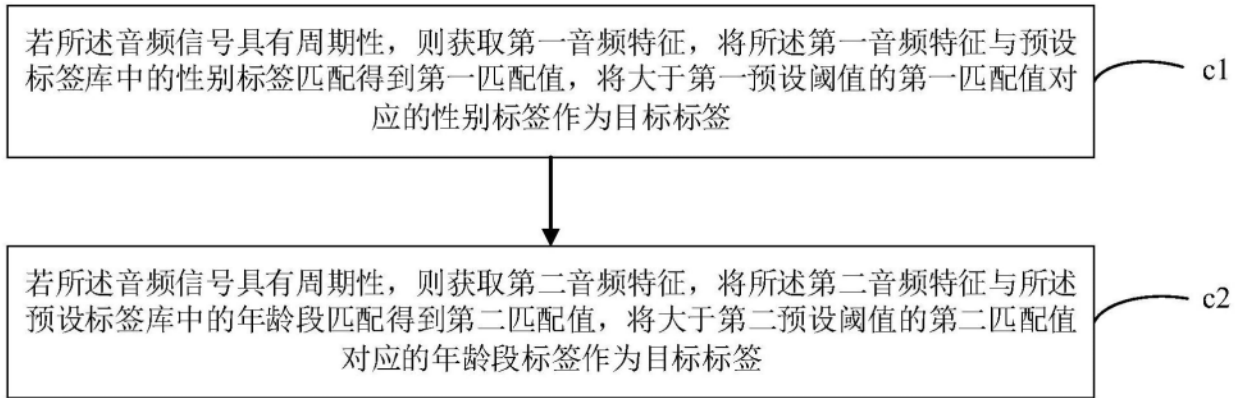 若所述音频信号具有周期性，则获取第一音频特征，将所述第一音频特征与预设
标签库中的性别标签匹配得到第一匹配值，将大于第一预设阈值的第一匹配值对
应的性别标签作为目标标签
c1
若所述音频信号具有周期性，则获取第二音频特征，将所述第二音频特征与所述
预设标签库中的年龄段匹配得到第二匹配值，将大于第二预设阈值的第二匹配值
对应的年龄段标签作为目标标签
c2